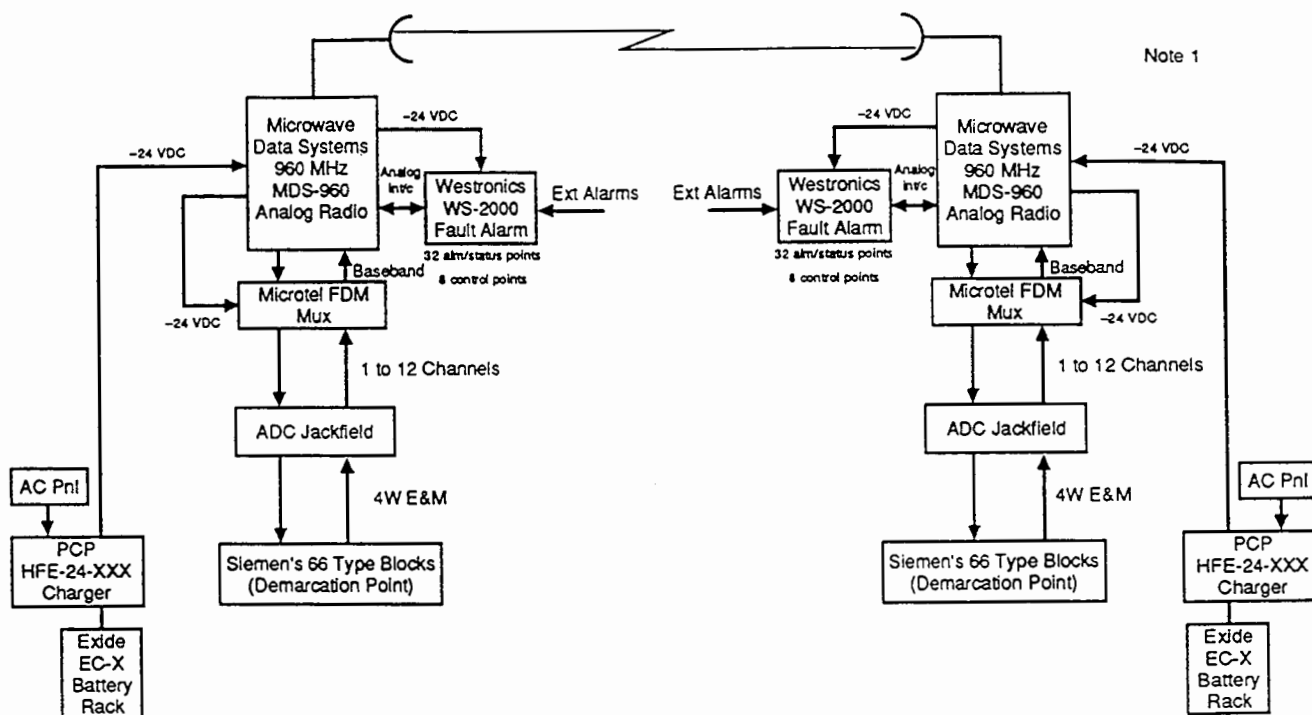 Note 1
Microwave
Data Systems
960 MHz
MDS-960
Analog Radio
–24 VDC
–24 VDC
Analog
int/c
Westronics
WS-2000
Fault Alarm
Ext Alarms
32 alm/status points
8 control points
Baseband
Microtel FDM
Mux
–24 VDC
1 to 12 Channels
ADC Jackfield
4W E&M
Siemen's 66 Type Blocks
(Demarcation Point)
AC Pnl
PCP
HFE-24-XXX
Charger
Exide
EC-X
Battery
Rack
Microwave
Data Systems
960 MHz
MDS-960
Analog Radio
–24 VDC
–24 VDC
Analog
int/c
Westronics
WS-2000
Fault Alarm
Ext Alarms
32 alm/status points
8 control points
Baseband
Microtel FDM
Mux
–24 VDC
1 to 12 Channels
ADC Jackfield
4W E&M
Siemen's 66 Type Blocks
(Demarcation Point)
AC Pnl
PCP
HFE-24-XXX
Charger
Exide
EC-X
Battery
Rack